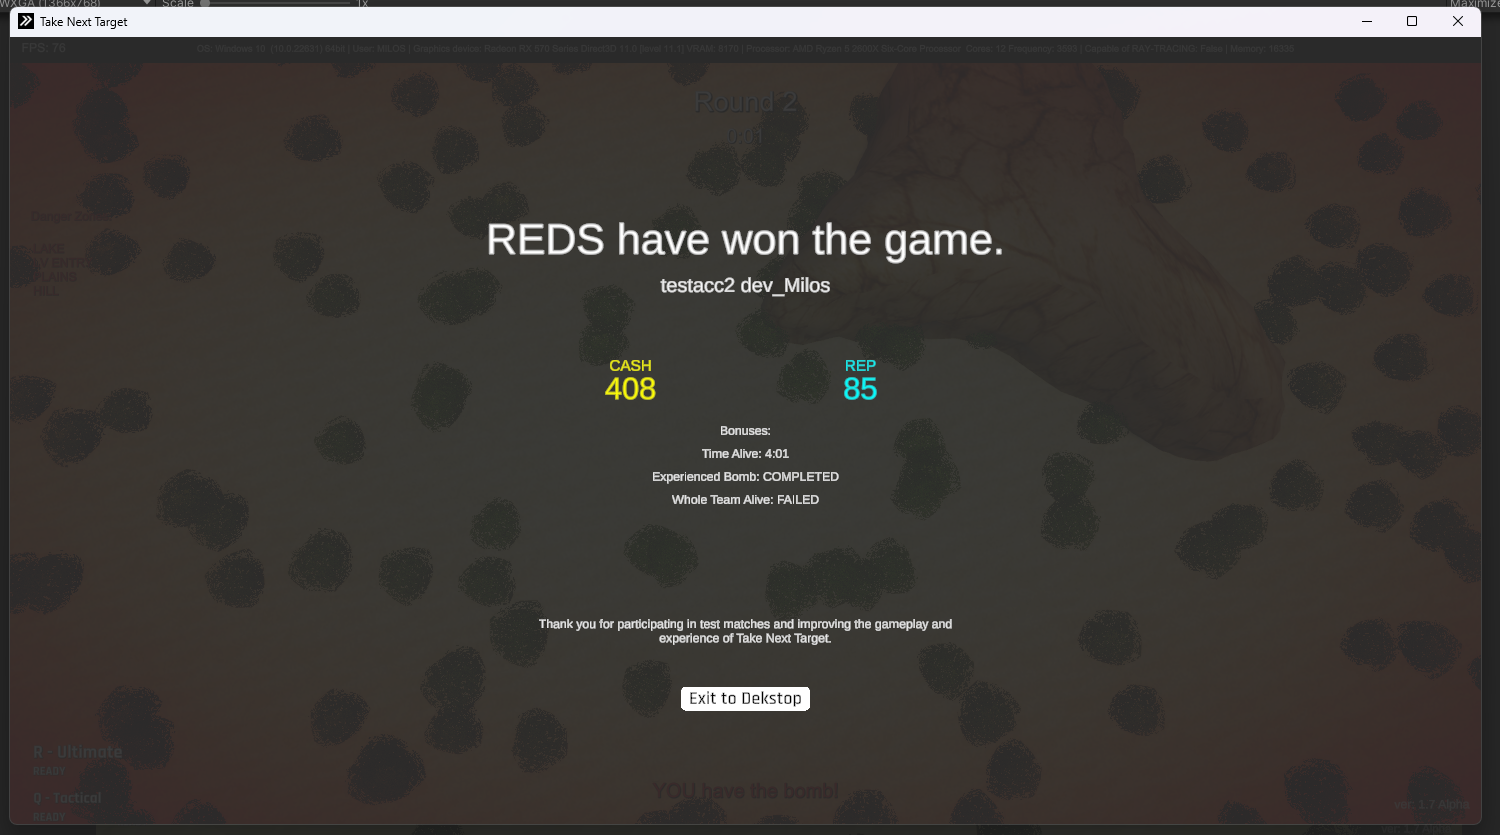 WXGA (1366x768) Scale 1x Maximize
Take Next Target
FPS: 76
OS: Windows 10 (10.0.22631) 64bit | User: MILOS | Graphics device: Radeon RX 570 Series Direct3D 11.0 [level 11.1] VRAM: 8170 | Processor: AMD Ryzen 5 2600X Six-Core Processor Cores: 12 Frequency: 3593 | Capable of RAY-TRACING: False | Memory: 16335
Round 2
0:01
REDS have won the game.
testacc2 dev_Milos
LAKE
PLAINS
HILL
CASH
408
REP
85
Bonuses:
Time Alive: 4:01
Experienced Bomb: COMPLETED
Whole Team Alive: FAILED
Thank you for participating in test matches and improving the gameplay and
experience of Take Next Target.
Exit to Dekstop
R - Ultimate
READY
YOU have the bomb!
Q - Tactical
READY
ver: 1.7 Alpha